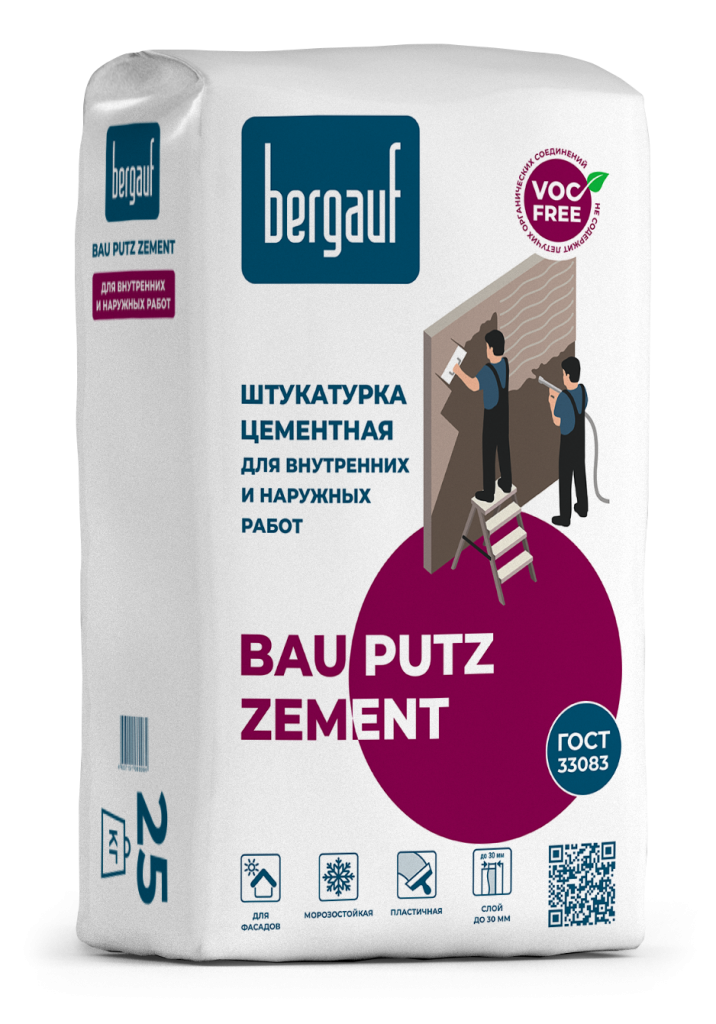 bergauf
BAU PUTZ ZEMENT
ДЛЯ ВНУТРЕННИХ
И НАРУЖНЫХ РАБОТ
25
КГ
bergauf
НЕ СОДЕРЖИТ ЛЕТУЧИХ ОРГАНИЧЕСКИХ СОЕДИНЕНИЙ
VOC
FREE
ШТУКАТУРКА
ЦЕМЕНТНАЯ
ДЛЯ ВНУТРЕННИХ
И НАРУЖНЫХ
РАБОТ
BAU PUTZ
ZEMENT
ГОСТ
33083
ДЛЯ
ФАСАДОВ
МОРОЗОСТОЙКАЯ
ПЛАСТИЧНАЯ
до 30 мм
СЛОЙ
ДО 30 ММ